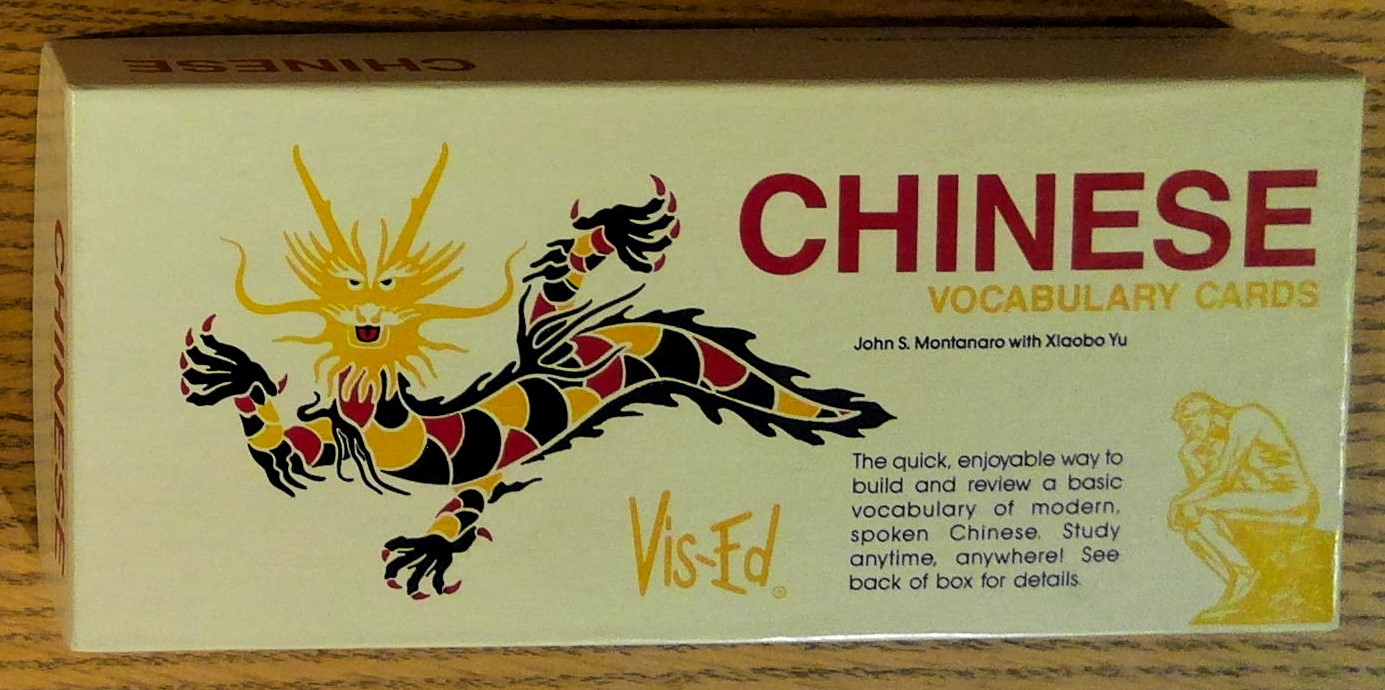 CHINESE
CHINESE
CHINESE
VOCABULARY CARDS
John S. Montanaro with Xiaobo Yu
The quick, enjoyable way to
build and review a basic
vocabulary of modern,
spoken Chinese. Study
anytime, anywhere! See
back of box for details.
Vis-Ed®